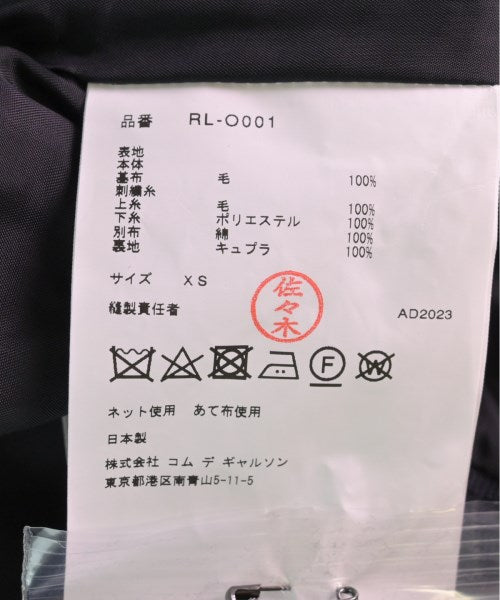 品番 RL-O001
表地
本体
基布 毛 100%
刺繍糸
上糸 毛 100%
下糸 ポリエステル 100%
別布 綿 100%
裏地 キュプラ 100%
サイズ XS
縫製責任者 佐々木 AD2023
F W
ネット使用 あて布使用
日本製
株式会社 コム デ ギャルソン
東京都港区南青山5-11-5